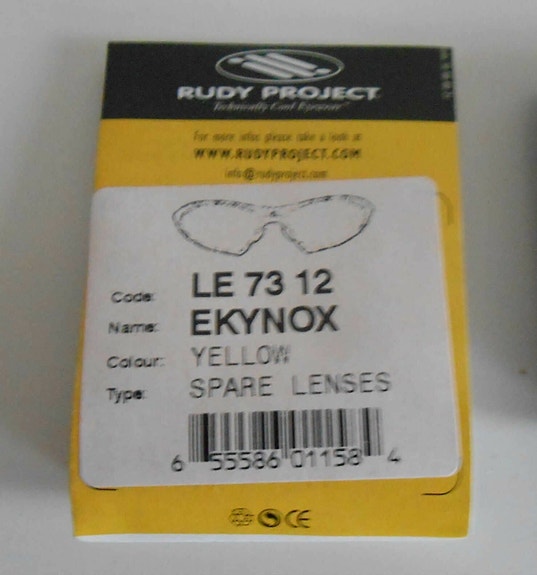 RUDY PROJECT
Technically Cool Eyewear™
For more infos please take a look at
WWW.RUDYPROJECT.COM
info@rudyproject.com
Code: LE 73 12
Name: EKYNOX
Colour: YELLOW
Type: SPARE LENSES
6 55586 01158 4
CE